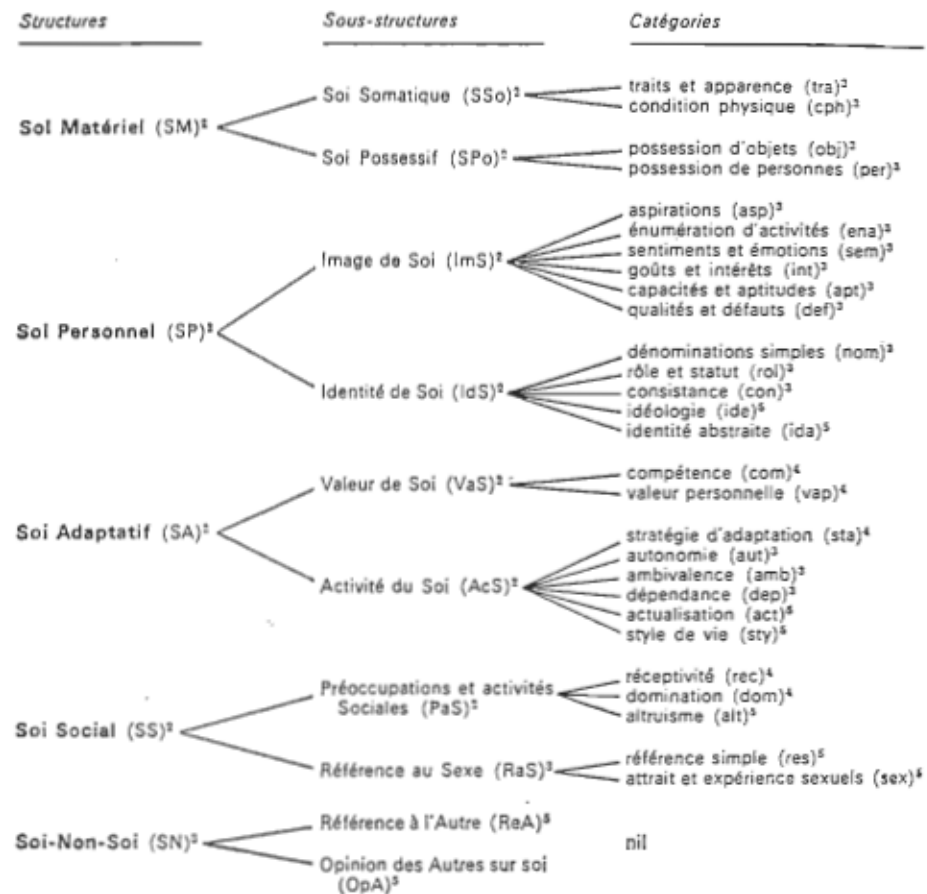 Structures Sous-structures Catégories
Soi Matériel (SM)²
Soi Somatique (SSo)²
traits et apparence (tra)³
condition physique (cph)³
Soi Possessif (SPo)²
possession d'objets (obj)³
possession de personnes (per)³
Soi Personnel (SP)²
Image de Soi (ImS)²
aspirations (asp)³
énumération d'activités (ena)³
sentiments et émotions (sem)³
goûts et intérêts (int)³
capacités et aptitudes (apt)³
qualités et défauts (def)³
Identité de Soi (IdS)²
dénominations simples (nom)³
rôle et statut (rol)³
consistance (con)³
idéologie (ide)⁵
identité abstraite (ida)⁵
Soi Adaptatif (SA)²
Valeur de Soi (VaS)²
compétence (com)⁴
valeur personnelle (vap)⁴
Activité du Soi (AcS)²
stratégie d'adaptation (sta)⁴
autonomie (aut)³
ambivalence (amb)³
dépendance (dep)³
actualisation (act)⁵
style de vie (sty)⁵
Soi Social (SS)²
Préoccupations et activités
Sociales (PaS)²
réceptivité (rec)⁴
domination (dom)⁴
altruisme (alt)⁵
Référence au Sexe (RaS)³
référence simple (res)⁵
attrait et expérience sexuels (sex)⁵
Soi-Non-Soi (SN)³
Référence à l'Autre (ReA)⁵
Opinion des Autres sur soi
(OpA)⁵
nil